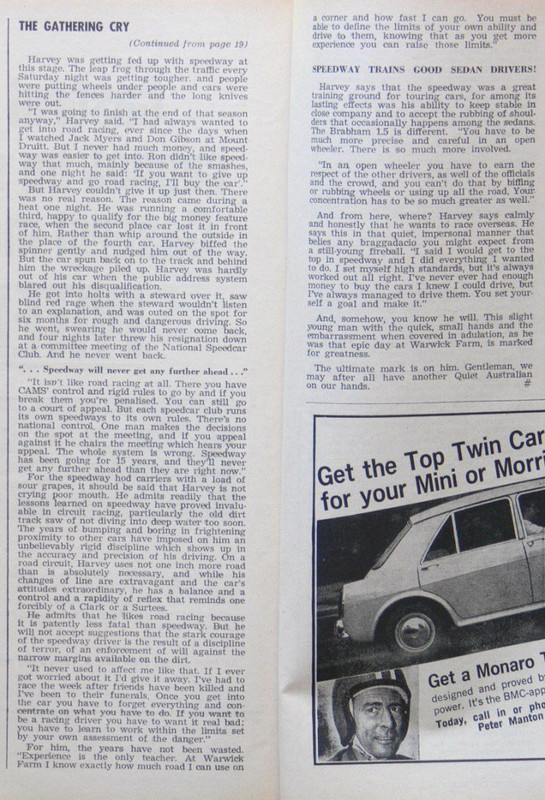 THE GATHERING CRY
(Continued from page 19)
Harvey was getting fed up with speedway at
this stage. The leap frog through the traffic every
Saturday night was getting tougher. and people
were putting wheels under people and cars were
hitting the fences harder and the long knives
were out.
"I was going to finish at the end of that season
anyway," Harvey said. "I had always wanted to
get into road racing, ever since the days when
I watched Jack Myers and Don Gibson at Mount
Druitt. But I never had much money, and speed-
way was easier to get into. Ron didn't like speed-
way that much, mainly because of the smashes,
and one night he said: 'If you want to give up
speedway and go road racing, I'll buy the car.'"
But Harvey couldn't give it up just then. There
was no real reason. The reason came during a
heat one night. He was running a comfortable
third, happy to qualify for the big money feature
race, when the second place car lost it in front
of him. Rather than whip around the outside in
the place of the fourth car. Harvey biffed the
spinner gently and nudged him out of the way.
But the car spun back on to the track and behind
him the wreckage piled up. Harvey was hardly
out of his car when the public address system
blared out his disqualification.
He got into holts with a steward over it, saw
blind red rage when the steward wouldn't listen
to an explanation, and was outed on the spot for
six months for rough and dangerous driving. So
he went, swearing he would never come back,
and four nights later threw his resignation down
at a committee meeting of the National Speedcar
Club. And he never went back.
". . . Speedway will never get any further ahead . . ."
"It isn't like road racing at all. There you have
CAMS' control and rigid rules to go by and if you
break them you're penalised. You can still go
to a court of appeal. But each speedcar club runs
its own speedways to its own rules. There's no
national control. One man makes the decisions
on the spot at the meeting, and if you appeal
against it he chairs the meeting which hears your
appeal. The whole system is wrong. Speedway
has been going for 15 years, and they'll never
get any further ahead than they are right now."
For the speedway hod carriers with a load of
sour grapes, it should be said that Harvey is not
crying poor mouth. He admits readily that the
lessons learned on speedway have proved invalu-
able in circuit racing, particularly the old dirt
track saw of not diving into deep water too soon.
The years of bumping and boring in frightening
proximity to other cars have imposed on him an
unbelievably rigid discipline which shows up in
the accuracy and precision of his driving. On a
road circuit, Harvey uses not one inch more road
than is absolutely necessary, and while his
changes of line are extravagant and the car's
attitudes extraordinary, he has a balance and a
control and a rapidity of reflex that reminds one
forcibly of a Clark or a Surtees.
He admits that he likes road racing because
it is patently less fatal than speedway. But he
will not accept suggestions that the stark courage
of the speedway driver is the result of a discipline
of terror, of an enforcement of will against the
narrow margins available on the dirt.
"It never used to affect me like that. If I ever
got worried about it I'd give it away. I've had to
race the week after friends have been killed and
I've been to their funerals. Once you get into
the car you have to forget everything and con-
centrate on what you have to do. If you want to
be a racing driver you have to want it real bad;
you have to learn to work within the limits set
by your own assessment of the danger."
For him, the years have not been wasted.
"Experience is the only teacher. At Warwick
Farm I know exactly how much road I can use on
a corner and how fast I can go. You must be
able to define the limits of your own ability and
drive to them, knowing that as you get more
experience you can raise those limits."
SPEEDWAY TRAINS GOOD SEDAN DRIVERS!
Harvey says that the speedway was a great
training ground for touring cars, for among its
lasting effects was his ability to keep stable in
close company and to accept the rubbing of shoul-
ders that occasionally happens among the sedans.
The Brabham 1.5 is different. "You have to be
much more precise and careful in an open
wheeler. There is so much more involved.
"In an open wheeler you have to earn the
respect of the other drivers, as well of the officials
and the crowd, and you can't do that by biffing
or rubbing wheels or using up all the road. Your
concentration has to be so much greater as well."
And from here, where? Harvey says calmly
and honestly that he wants to race overseas. He
says this in that quiet, impersonal manner that
belies any braggadacio you might expect from
a still-young fireball. "I said I would get to the
top in speedway and I did everything I wanted
to do. I set myself high standards, but it's always
worked out all right. I've never ever had enough
money to buy the cars I knew I could drive, but
I've always managed to drive them. You set your-
self a goal and make it."
And, somehow, you know he will. This slight
young man with the quick, small hands and the
embarrassment when covered in adulation, as he
was that epic day at Warwick Farm, is marked
for greatness.
The ultimate mark is on him. Gentleman, we
may after all have another Quiet Australian
on our hands. #
Get the Top Twin Car
for your Mini or Morri
Get a Monaro T
designed and proved b
power. It's the BMC-app
Today, call in or pho
Peter Manton